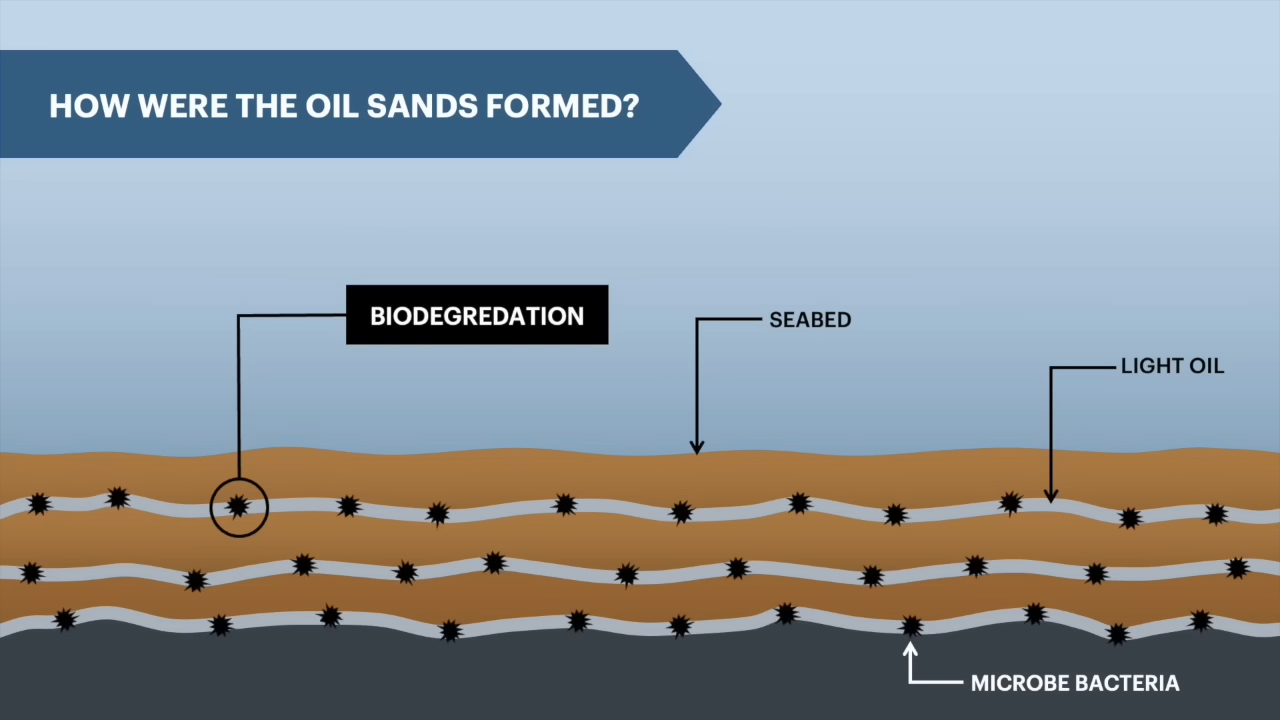 HOW WERE THE OIL SANDS FORMED?
BIODEGREDATION
SEABED
LIGHT OIL
MICROBE BACTERIA